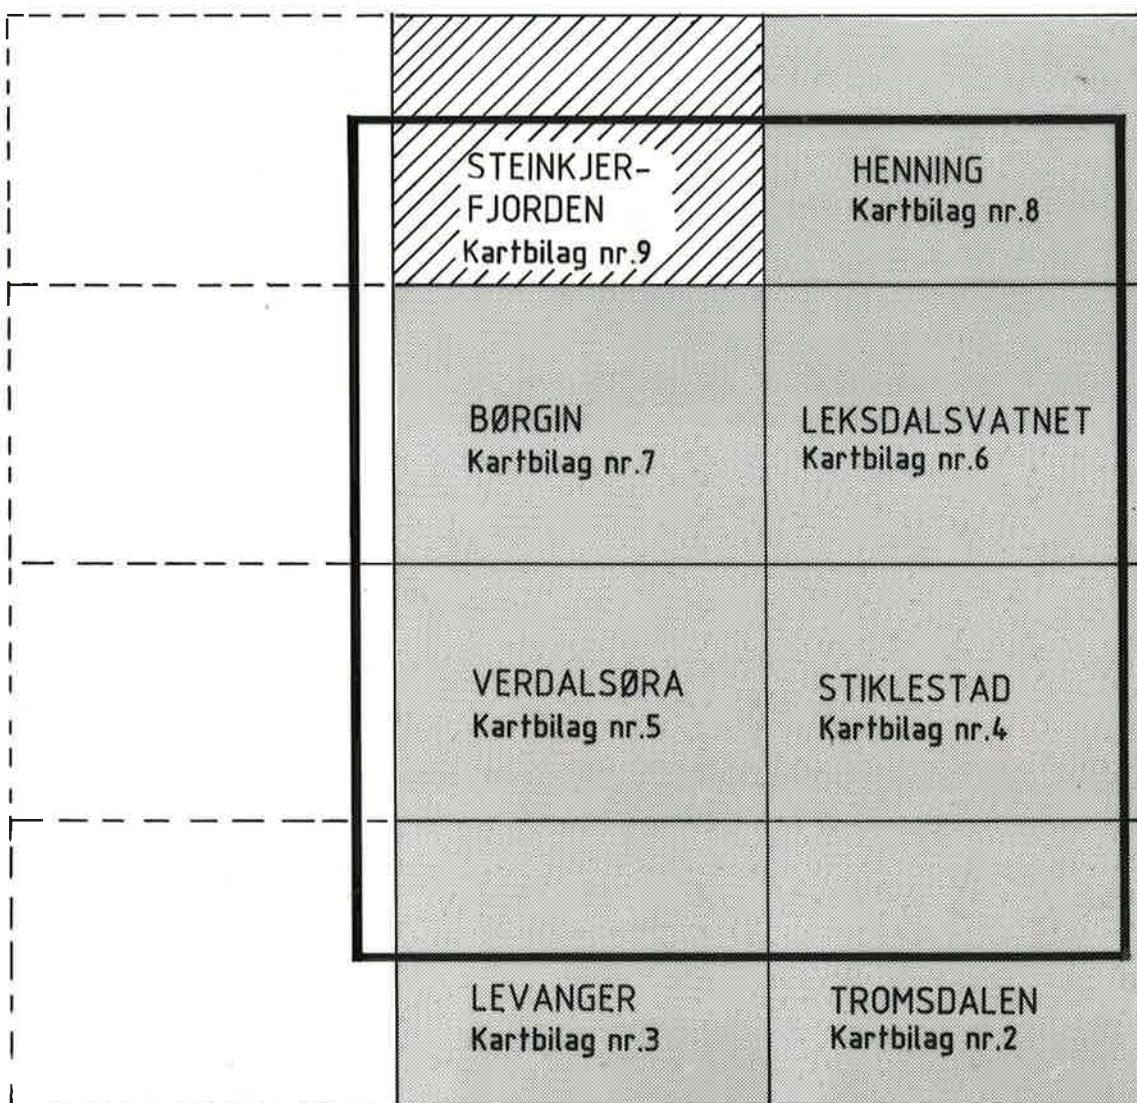 STEINKJER-
FJORDEN
Kartbilag nr.9
HENNING
Kartbilag nr.8
BØRGIN
Kartbilag nr.7
LEKSDALSVATNET
Kartbilag nr.6
VERDALSØRA
Kartbilag nr.5
STIKLESTAD
Kartbilag nr.4
LEVANGER
Kartbilag nr.3
TROMSDALEN
Kartbilag nr.2